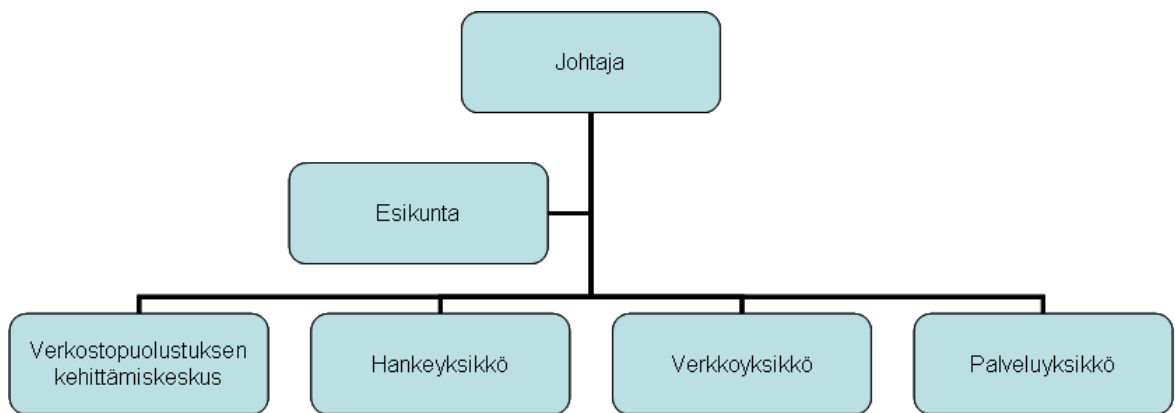 Johtaja
Esikunta
Verkostopuolustuksen
kehittämiskeskus
Hankeyksikkö
Verkkoyksikkö
Palveluyksikkö